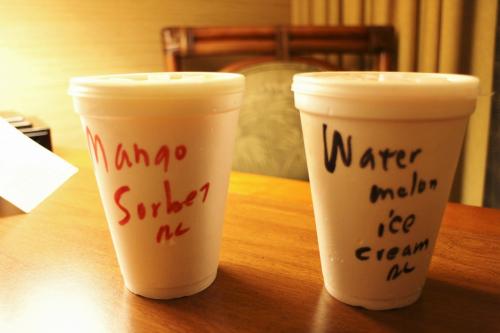 Mango
Sorbet
nc
Water
melon
ice
cream
nc